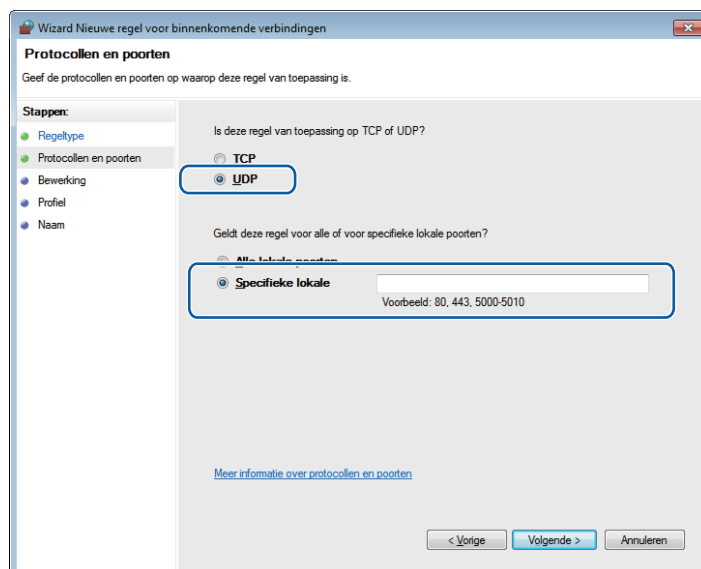 Wizard Nieuwe regel voor binnenkomende verbindingen
Protocollen en poorten
Geef de protocollen en poorten op waarop deze regel van toepassing is.
Stappen:
Regeltype
Protocollen en poorten
Bewerking
Profiel
Naam
Is deze regel van toepassing op TCP of UDP?
TCP
UDP
Geldt deze regel voor alle of voor specifieke lokale poorten?
Alle lokale poorten
Specifieke lokale
Voorbeeld: 80, 443, 5000-5010
Meer informatie over protocollen en poorten
< Vorige
Volgende >
Annuleren